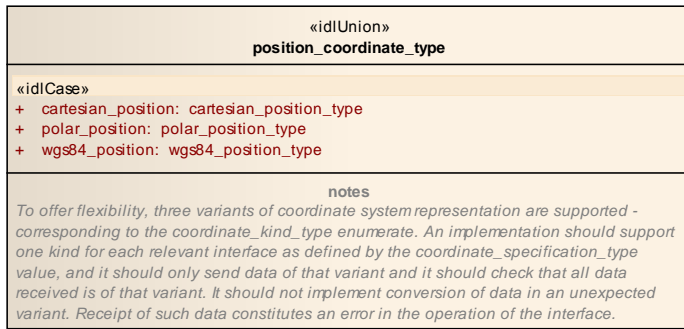 «idlUnion»
position_coordinate_type
«idlCase»
+ cartesian_position: cartesian_position_type
+ polar_position: polar_position_type
+ wgs84_position: wgs84_position_type
notes
To offer flexibility, three variants of coordinate system representation are supported -
corresponding to the coordinate_kind_type enumerate. An implementation should support
one kind for each relevant interface as defined by the coordinate_specification_type
value, and it should only send data of that variant and it should check that all data
received is of that variant. It should not implement conversion of data in an unexpected
variant. Receipt of such data constitutes an error in the operation of the interface.